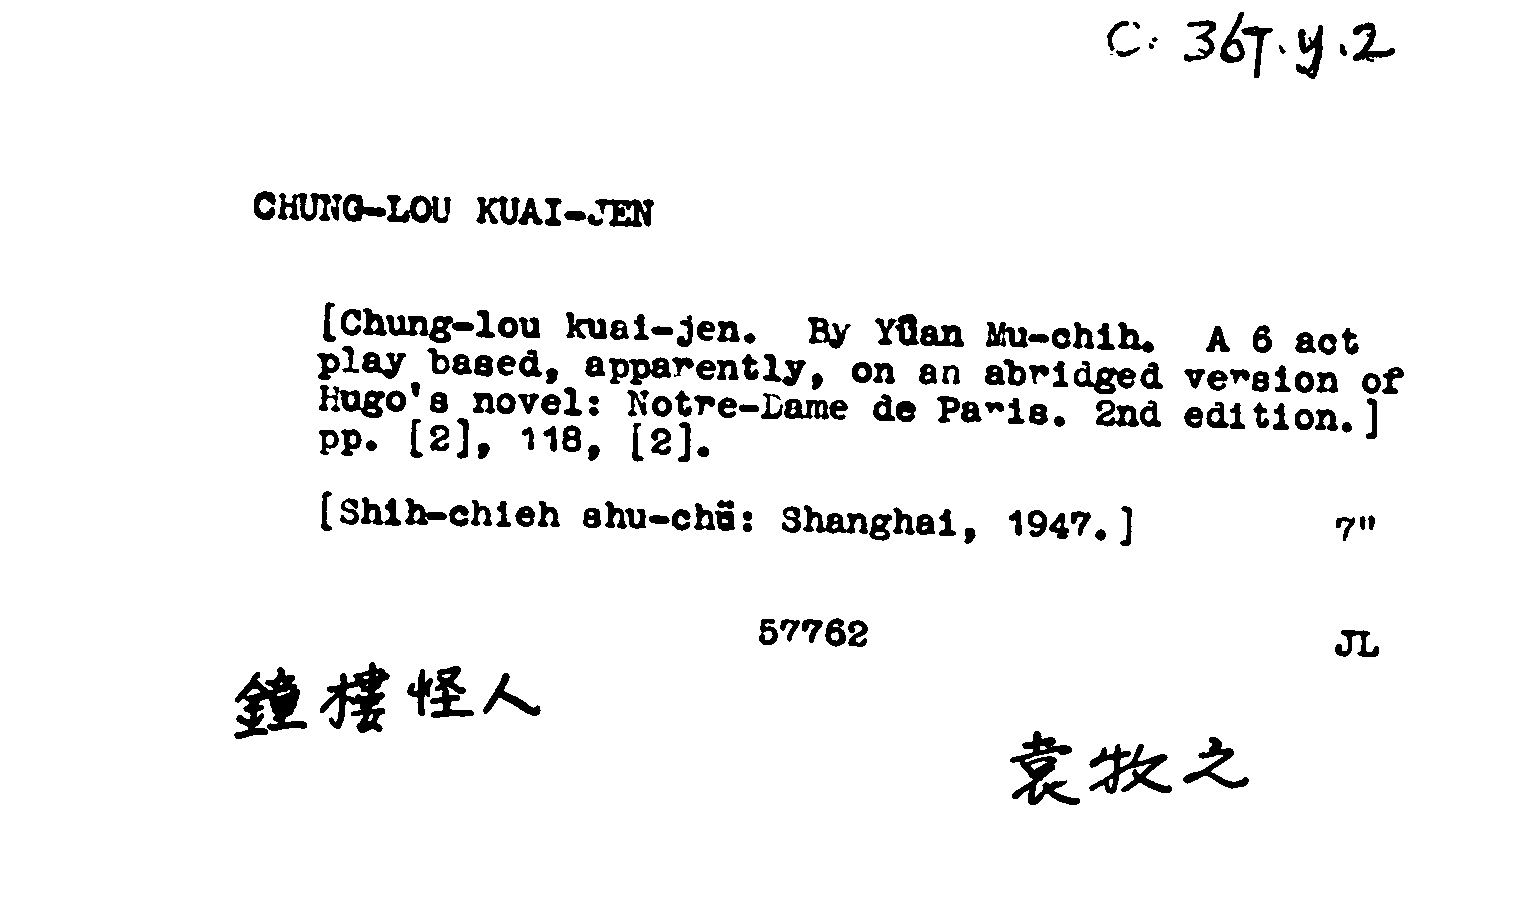 C. 36T.y.2
CHUNG-LOU KUAI-JEN
[Chung-lou kuai-jen. By Yüan Mu-chih. A 6 act
play based, apparently, on an abridged version of
Hugo's novel: Notre-Dame de Paris. 2nd edition.]
pp. [2], 118, [2].
[Shih-chieh shu-chü: Shanghai, 1947.] 7"
57762 JL
鐘樓怪人
袁牧之